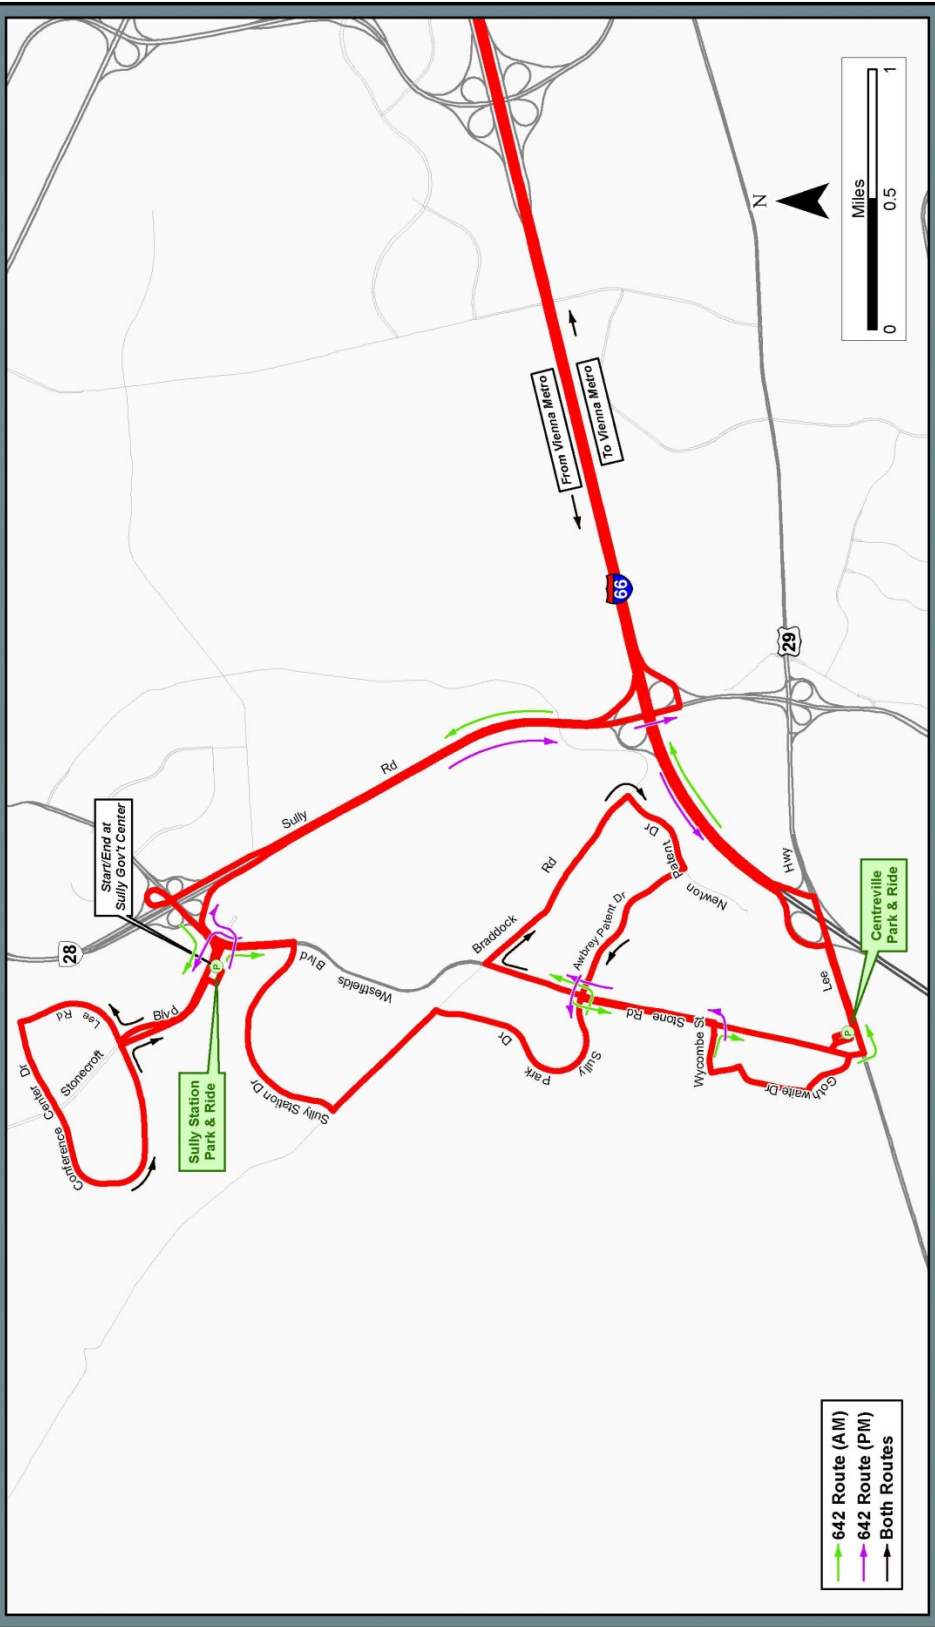 28
Start/End at
Sully Gov't Center
Conference Center Dr
Lee Rd
Stonecroft Blvd
Sully Station
Park & Ride
P
Sully Station Dr
Westfields Blvd
Sully Rd
Braddock Rd
Newton Patent Dr
Awbrey Patent Dr
Sully Park Dr
Stone Rd
Wycombe St
Gothwaite Dr
Lee Hwy
Centreville
Park & Ride
P
66
29
From Vienna Metro
To Vienna Metro
N
Miles
0 0.5 1
642 Route (AM)
642 Route (PM)
Both Routes